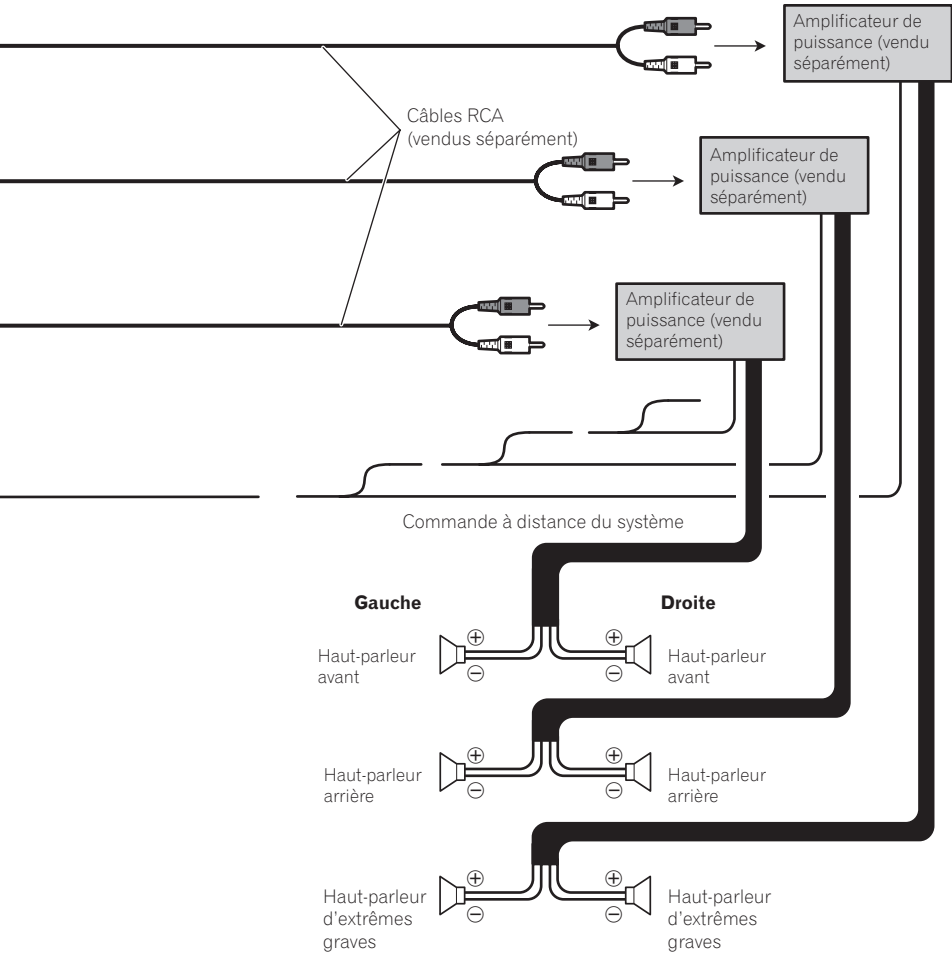 Amplificateur de
puissance (vendu
séparément)
Câbles RCA
(vendus séparément)
Amplificateur de
puissance (vendu
séparément)
Amplificateur de
puissance (vendu
séparément)
Commande à distance du système
Gauche
Droite
Haut-parleur
avant
Haut-parleur
avant
Haut-parleur
arrière
Haut-parleur
arrière
Haut-parleur
d'extrêmes
graves
Haut-parleur
d'extrêmes
graves